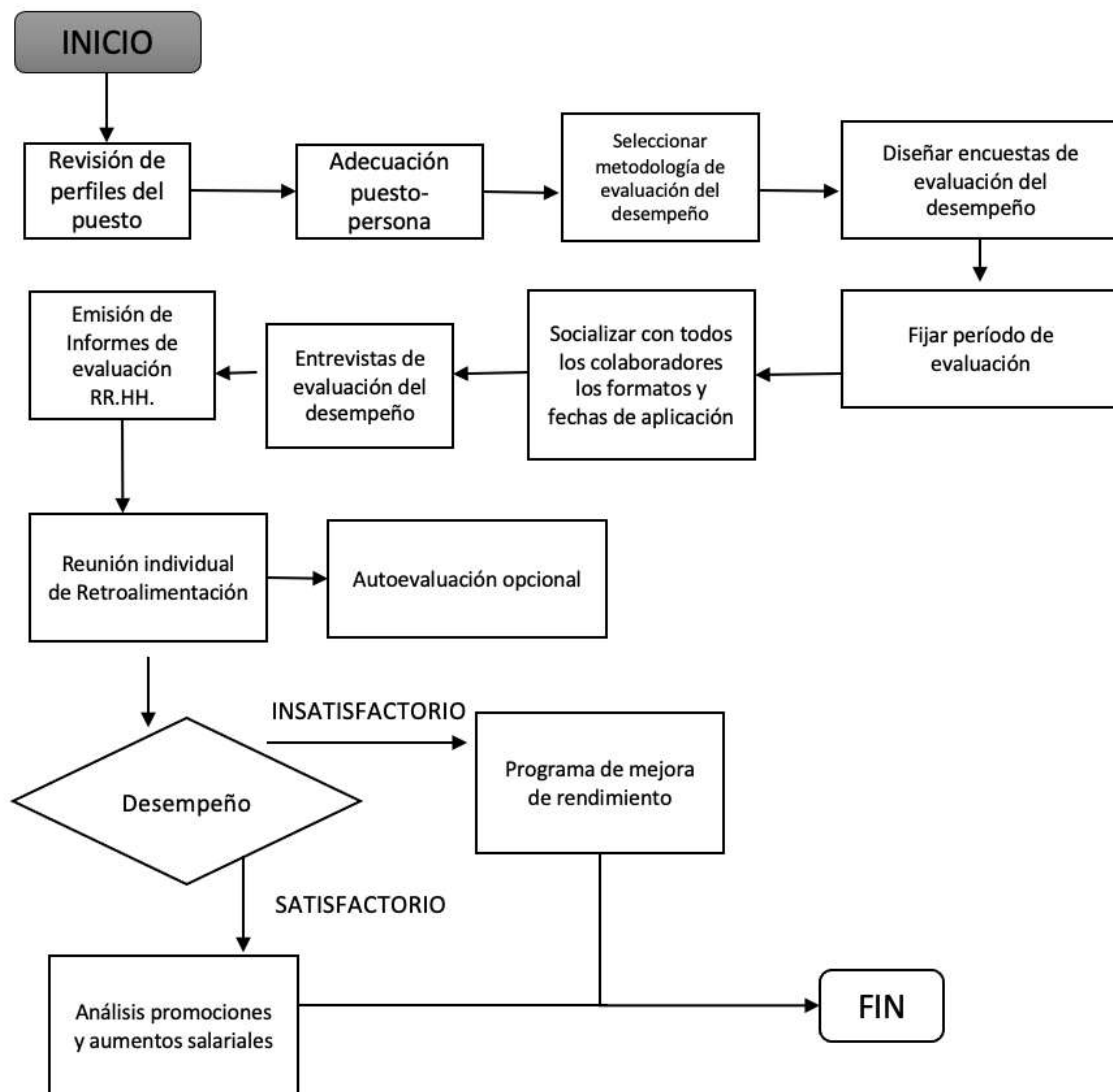 INICIO
Revisión de
perfiles del
puesto
Adecuación
puesto-
persona
Seleccionar
metodología de
evaluación del
desempeño
Diseñar encuestas de
evaluación del
desempeño
Fijar período de
evaluación
Socializar con todos
los colaboradores
los formatos y
fechas de aplicación
Entrevistas de
evaluación del
desempeño
Emisión de
Informes de
evaluación
RR.HH.
Reunión individual
de Retroalimentación
Autoevaluación opcional
Desempeño
INSATISFACTORIO
Programa de mejora
de rendimiento
SATISFACTORIO
Análisis promociones
y aumentos salariales
FIN